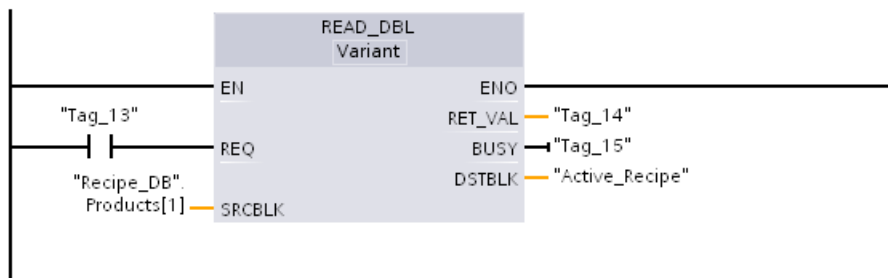 READ_DBL
Variant
EN ENO
"Tag_13" RET_VAL "Tag_14"
REQ BUSY "Tag_15"
"Recipe_DB". DSTBLK "Active_Recipe"
Products[1] SRCBLK